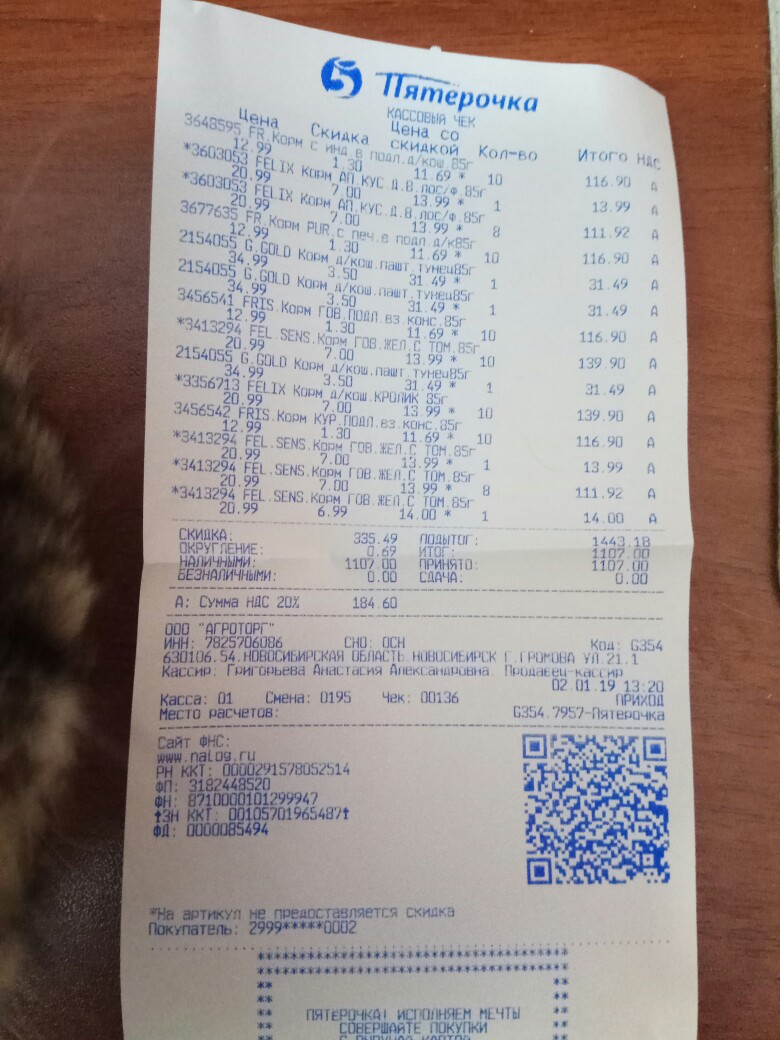 5 Пятёрочка
КАССОВЫЙ ЧЕК
Цена Скидка Цена со скидкой Кол-во Итого НДС
3648595 FR.Корм с инд.в подл.д/кош.85г
12.99 1.30 11.69 * 10 116.90 А
*3603053 FELIX Корм АП.КУС.Д.В.лос/ф.85г
20.99 7.00 13.99 * 1 13.99 А
*3603053 FELIX Корм АП.КУС.Д.В.лос/ф.85г
20.99 7.00 13.99 * 8 111.92 А
3677635 FR.Корм PUR.с печ.в подл.д/к85г
12.99 1.30 11.69 * 10 116.90 А
2154055 G.GOLD Корм д/кош.пашт.тунец85г
34.99 3.50 31.49 * 1 31.49 А
2154055 G.GOLD Корм д/кош.пашт.тунец85г
34.99 3.50 31.49 * 1 31.49 А
3456541 FRIS.Корм ГОВ.ПОДЛ.вз.конс.85г
12.99 1.30 11.69 * 10 116.90 А
*3413294 FEL.SENS.Корм ГОВ.ЖЕЛ.С ТОМ.85г
20.99 7.00 13.99 * 10 139.90 А
2154055 G.GOLD Корм д/кош.пашт.тунец85г
34.99 3.50 31.49 * 1 31.49 А
*3356713 FELIX Корм д/кош.КРОЛИК 85г
20.99 7.00 13.99 * 10 139.90 А
3456542 FRIS.Корм КУР.ПОДЛ.вз.конс.85г
12.99 1.30 11.69 * 10 116.90 А
*3413294 FEL.SENS.Корм ГОВ.ЖЕЛ.С ТОМ.85г
20.99 7.00 13.99 * 1 13.99 А
*3413294 FEL.SENS.Корм ГОВ.ЖЕЛ.С ТОМ.85г
20.99 7.00 13.99 * 8 111.92 А
*3413294 FEL.SENS.Корм ГОВ.ЖЕЛ.С ТОМ.85г
20.99 6.99 14.00 * 1 14.00 А
СКИДКА: 335.49 ПОДЫТОГ: 1443.18
ОКРУГЛЕНИЕ: 0.69 ИТОГ: 1107.00
НАЛИЧНЫМИ: 1107.00 ПРИНЯТО: 1107.00
БЕЗНАЛИЧНЫМИ: 0.00 СДАЧА: 0.00
А: Сумма НДС 20% 184.60
ООО "АГРОТОРГ"
ИНН: 7825706086 СНО: ОСН Код: G354
630106.54.НОВОСИБИРСКАЯ ОБЛАСТЬ.НОВОСИБИРСК Г.ГРОМОВА УЛ.21.1
Кассир: Григорьева Анастасия Александровна. Продавец-кассир
02.01.19 13:20
Касса: 01 Смена: 0195 Чек: 00136 ПРИХОД
Место расчетов: G354.7957-Пятерочка
Сайт ФНС:
www.nalog.ru
РН ККТ: 0000291578052514
ФП: 3182448520
ФН: 8710000101299947
†ЗН ККТ: 00105701965487†
ФД: 0000085494
*На артикул не предоставляется скидка
Покупатель: 2999*****0002
ПЯТЕРОЧКА! ИСПОЛНЯЕМ МЕЧТЫ
СОВЕРШАЙТЕ ПОКУПКИ